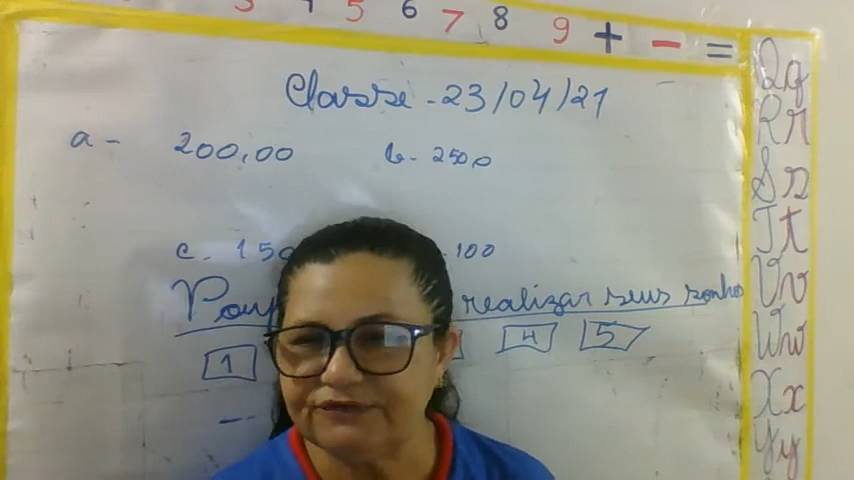 5 6 7 8 9 + - =
Classe - 23/04/21
a - 200,00 b - 250,0
c - 150 100
realizar seus sonhos
1 4 5
Qq
Rr
Ss
Tt
Vv
Ww
Xx
Yy